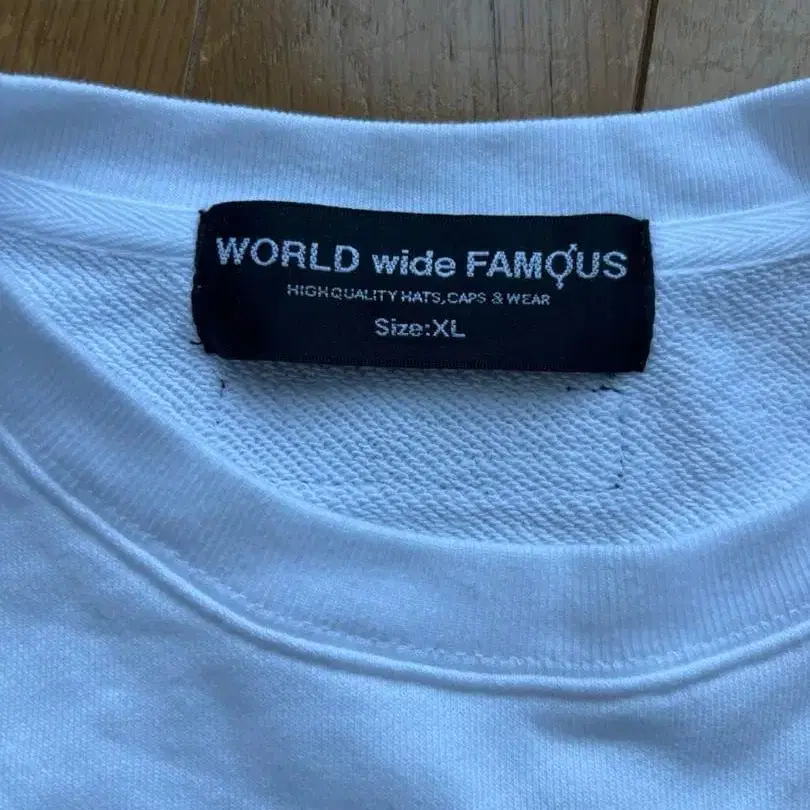 WORLD wide FAMOUS
HIGH QUALITY HATS, CAPS & WEAR
Size:XL